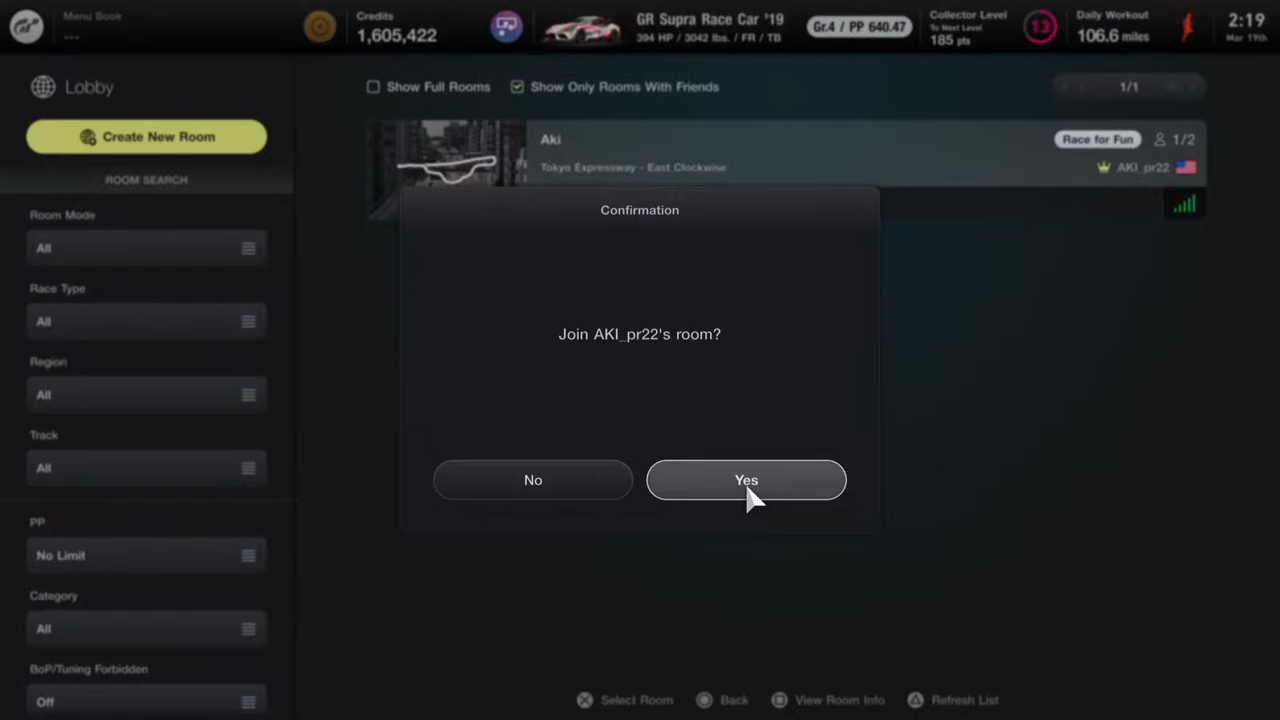 Menu Book
---
Credits
1,605,422
GR Supra Race Car '19
394 HP / 3042 lbs. / FR / TB
Gr.4 / PP 640.47
Collector Level
To Next Level
185 pts
13
Daily Workout
106.6 miles
2:19
Mar 19th
Lobby
Create New Room
ROOM SEARCH
Room Mode
All
Race Type
All
Region
All
Track
All
PP
No Limit
Category
All
BoP/Tuning Forbidden
Off
Show Full Rooms
Show Only Rooms With Friends
1/1
Aki
Race for Fun
1/2
Tokyo Expressway - East Clockwise
AKI_pr22
Confirmation
Join AKI_pr22's room?
No
Yes
Select Room
Back
View Room Info
Refresh List